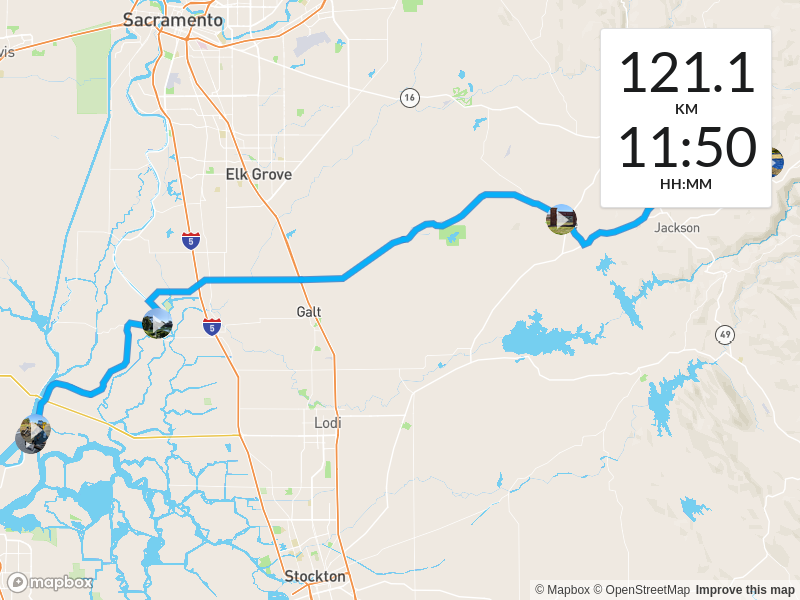 Sacramento
vis
121.1
KM
16
11:50
HH:MM
Elk Grove
5
Jackson
Galt
5
49
Lodi
Stockton
mapbox
© Mapbox © OpenStreetMap Improve this map